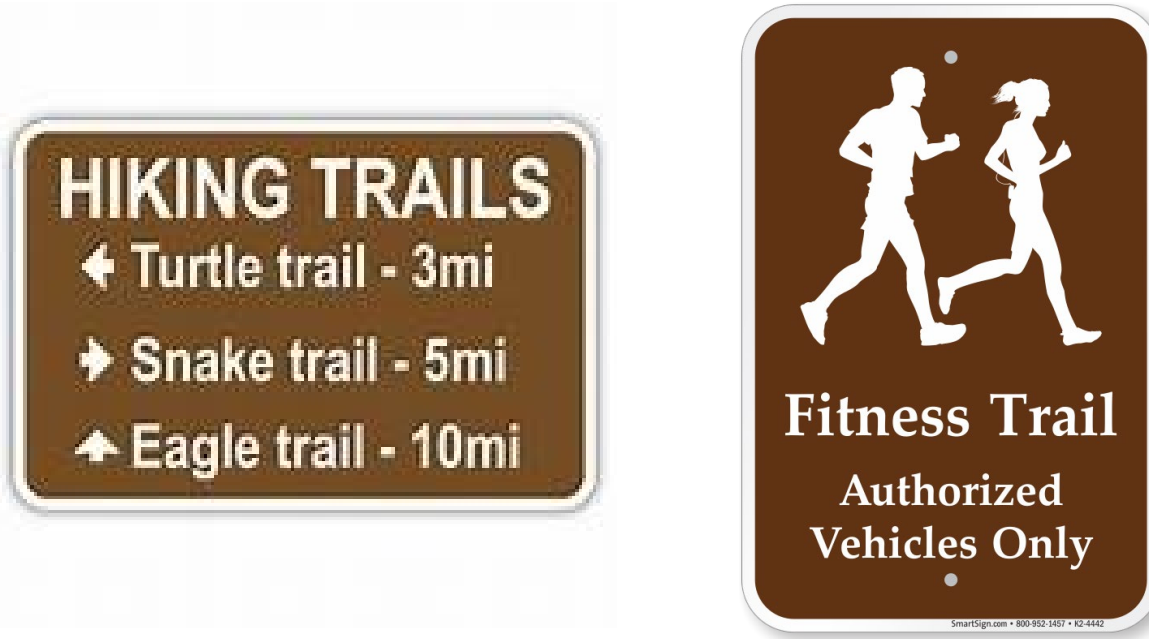 HIKING TRAILS
Turtle trail - 3mi
Snake trail - 5mi
Eagle trail - 10mi
Fitness Trail
Authorized
Vehicles Only
SmartSign.com • 800-952-1457 • K2-4442